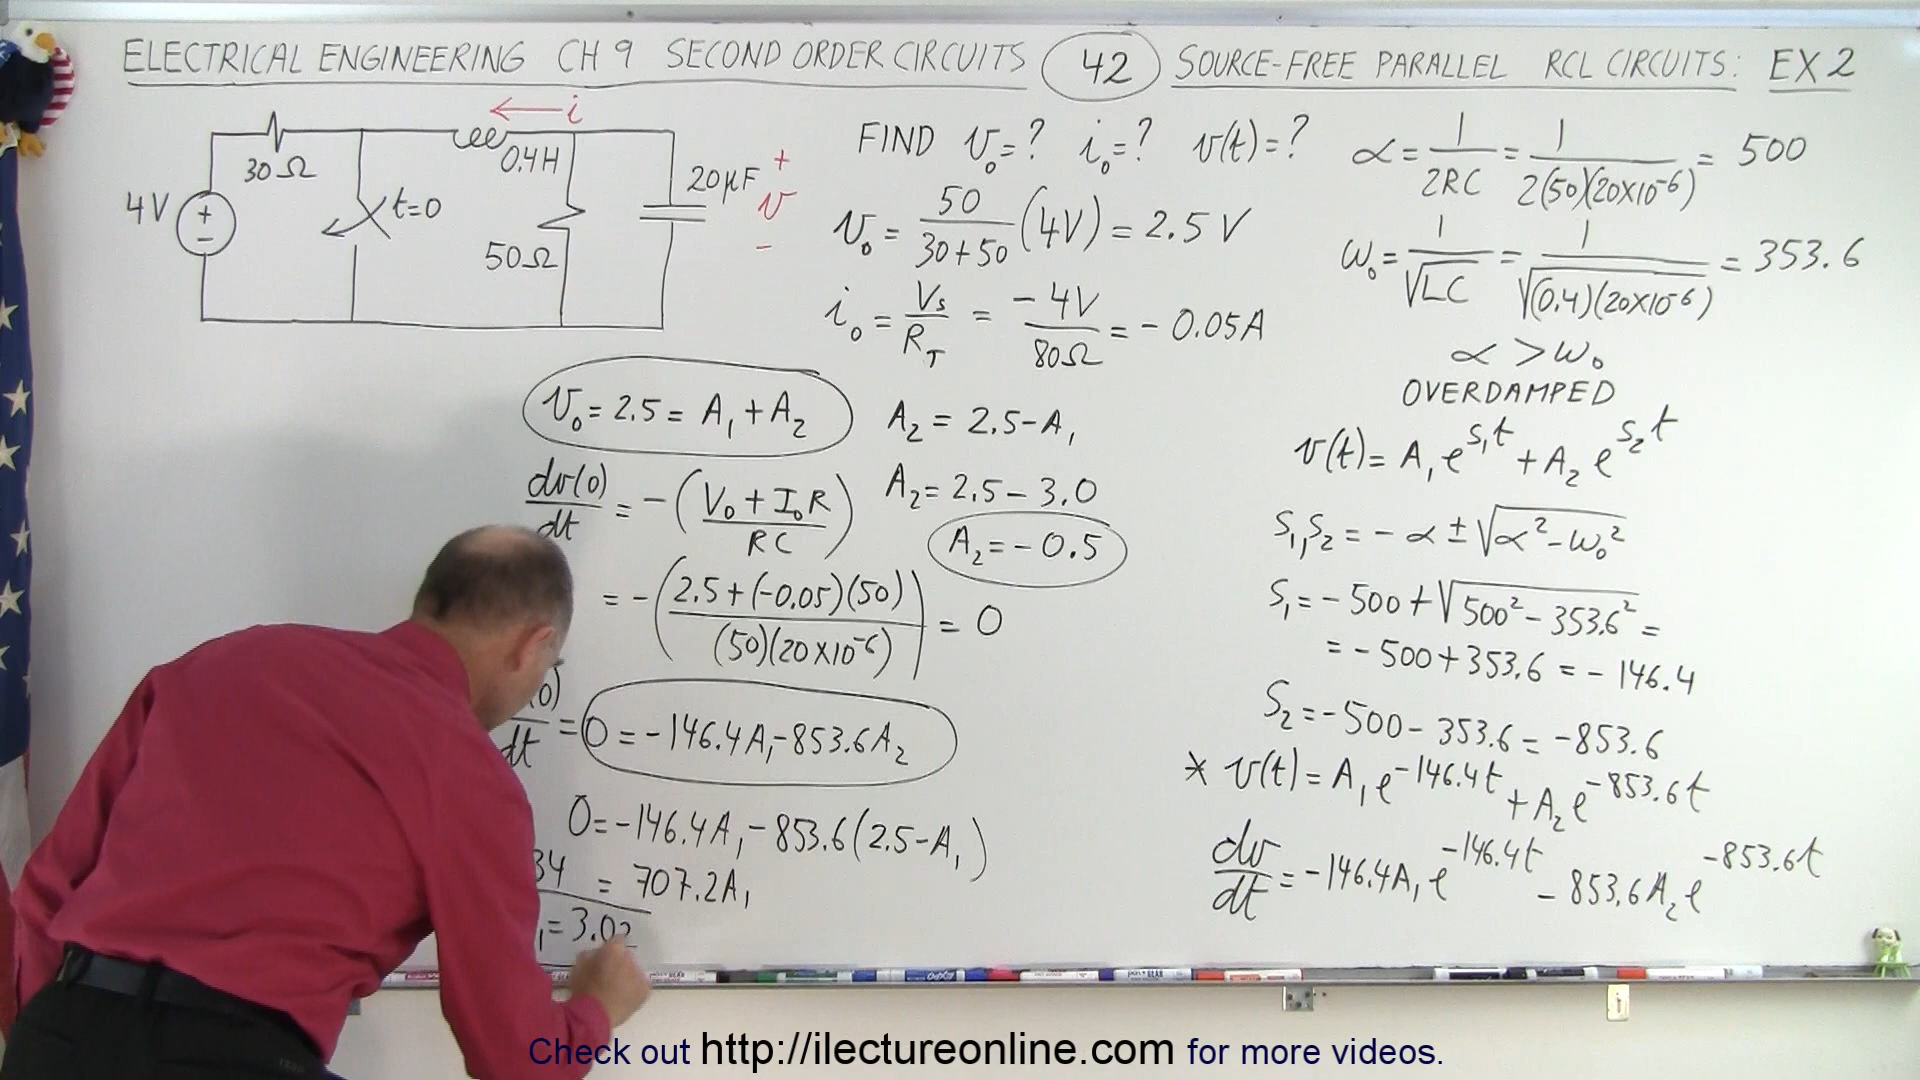 ELECTRICAL ENGINEERING CH 9 SECOND ORDER CIRCUITS 42 SOURCE-FREE PARALLEL RCL CIRCUITS: EX 2
i
30Ω
0.4H
4V
+
-
t=0
50Ω
20μF
+
v
-
FIND v₀=? i₀=? v(t)=?
v₀ = 50/(30+50) (4V) = 2.5 V
i₀ = Vs/R_T = -4V/80Ω = -0.05A
v₀ = 2.5 = A₁ + A₂
dv(0)/dt = -((V₀ + I₀R)/RC)
= -((2.5+(-0.05)(50))/((50)(20×10⁻⁶))) = 0
(0)/dt = 0 = -146.4A₁ - 853.6A₂
0 = -146.4A₁ - 853.6(2.5-A₁)
34 = 707.2A₁
₁ = 3.02
A₂ = 2.5-A₁
A₂ = 2.5 - 3.0
A₂ = -0.5
α = 1/2RC = 1/(2(50)(20×10⁻⁶)) = 500
ω₀ = 1/√LC = 1/√((0.4)(20×10⁻⁶)) = 353.6
α > ω₀
OVERDAMPED
v(t) = A₁e^{s₁t} + A₂e^{s₂t}
S₁,S₂ = -α ± √(α²-ω₀²)
S₁ = -500 + √(500² - 353.6²) =
= -500 + 353.6 = -146.4
S₂ = -500 - 353.6 = -853.6
* v(t) = A₁e^{-146.4t} + A₂e^{-853.6t}
dv/dt = -146.4A₁e^{-146.4t} - 853.6A₂e^{-853.6t}
Check out http://ilectureonline.com for more videos.